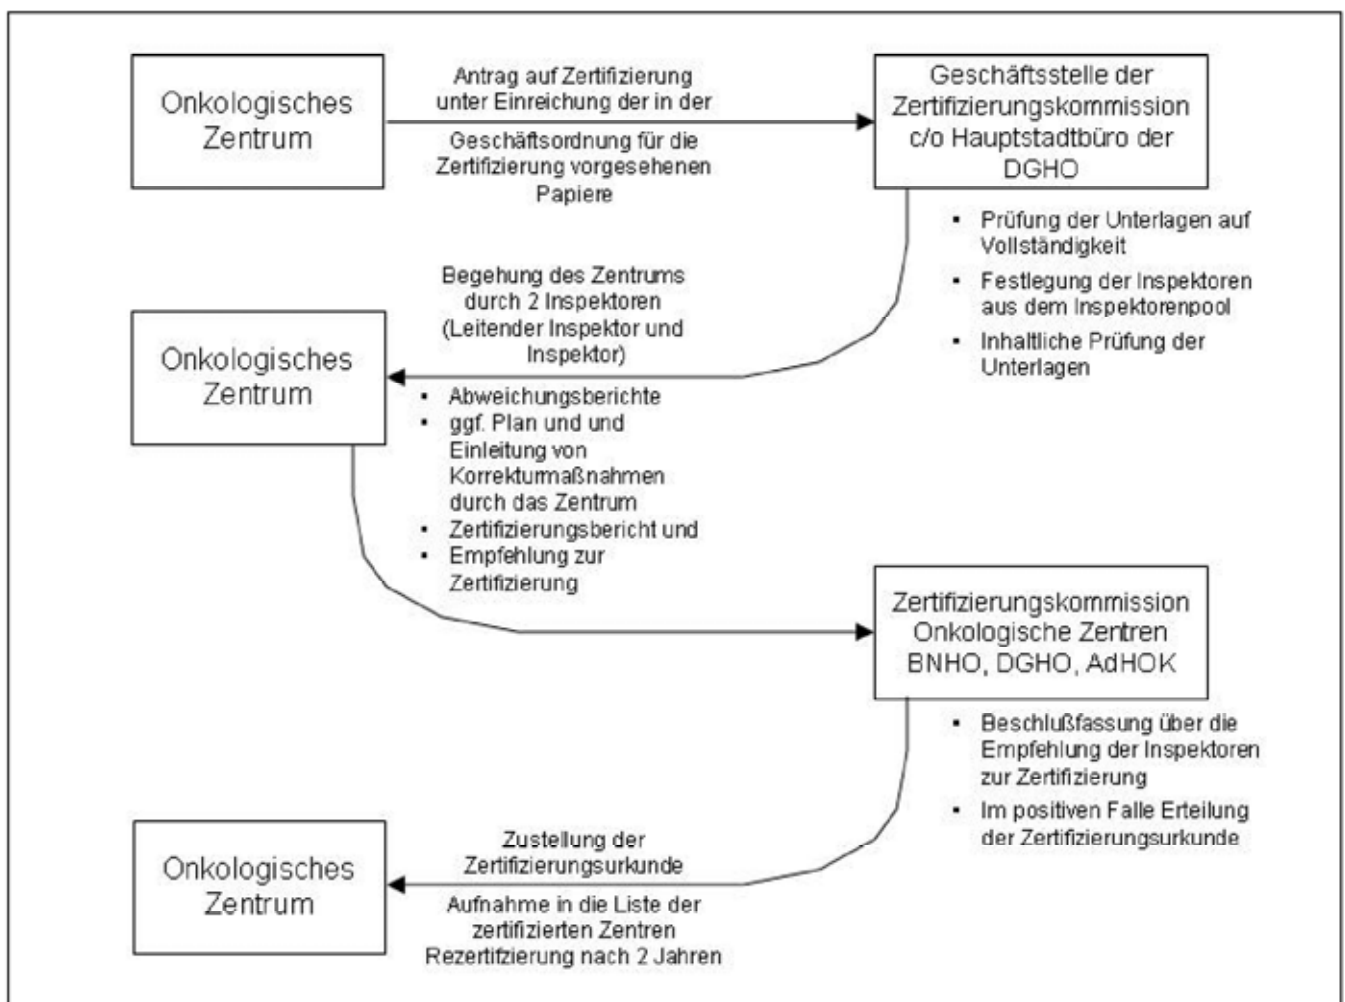 Onkologisches
Zentrum
Antrag auf Zertifizierung
unter Einreichung der in der
Geschäftsordnung für die
Zertifizierung vorgesehenen
Papiere
Geschäftsstelle der
Zertifizierungskommission
c/o Hauptstadtbüro der
DGHO
▪ Prüfung der Unterlagen auf
Vollständigkeit
▪ Festlegung der Inspektoren
aus dem Inspektorenpool
▪ Inhaltliche Prüfung der
Unterlagen
Begehung des Zentrums
durch 2 Inspektoren
(Leitender Inspektor und
Inspektor)
Onkologisches
Zentrum
▪ Abweichungsberichte
▪ ggf. Plan und und
Einleitung von
Korrekturmaßnahmen
durch das Zentrum
▪ Zertifizierungsbericht und
▪ Empfehlung zur
Zertifizierung
Zertifizierungskommission
Onkologische Zentren
BNHO, DGHO, AdHOK
▪ Beschlußfassung über die
Empfehlung der Inspektoren
zur Zertifizierung
▪ Im positiven Falle Erteilung
der Zertifizierungsurkunde
Onkologisches
Zentrum
Zustellung der
Zertifizierungsurkunde
Aufnahme in die Liste der
zertifizierten Zentren
Rezertifzierung nach 2 Jahren